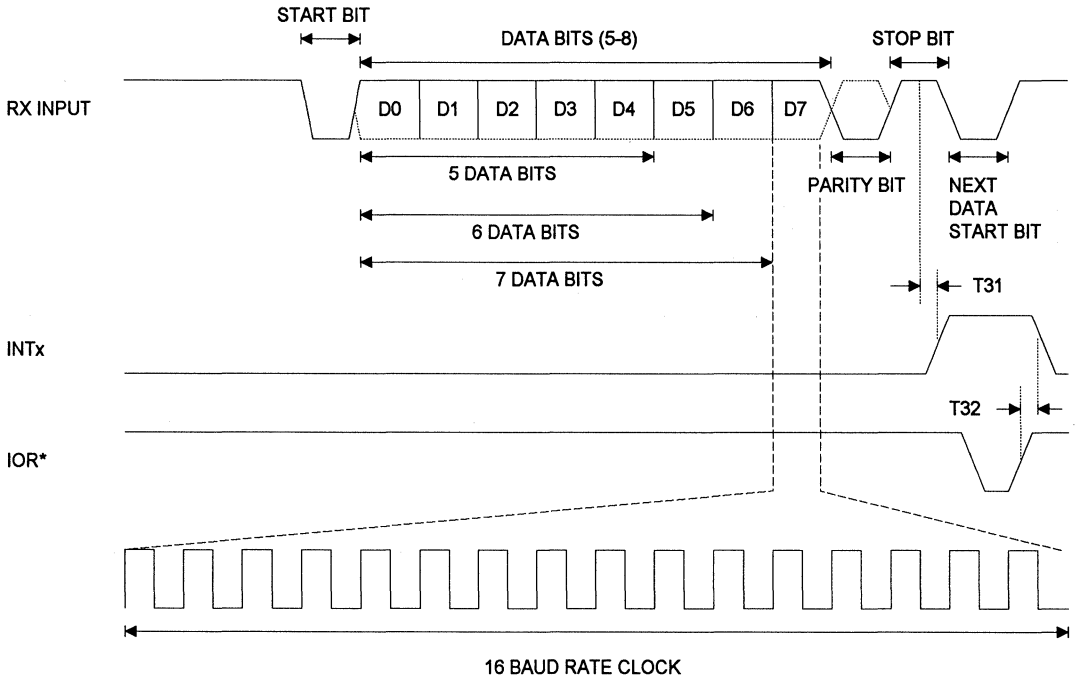 START BIT
DATA BITS (5-8)
STOP BIT
RX INPUT
D0 D1 D2 D3 D4 D5 D6 D7
5 DATA BITS
PARITY BIT
NEXT
DATA
START BIT
6 DATA BITS
7 DATA BITS
T31
INTx
T32
IOR*
16 BAUD RATE CLOCK